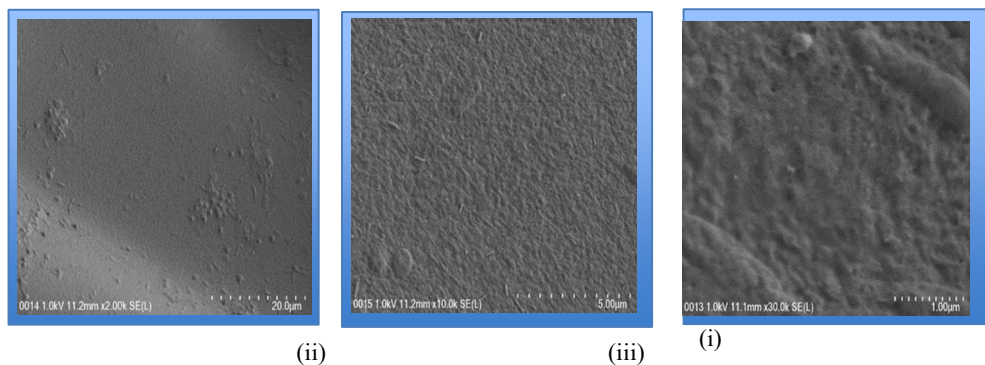 0014 1.0kV 11.2mm x2.00k SE(L)
20.0µm
0015 1.0kV 11.2mm x10.0k SE(L)
5.00µm
0013 1.0kV 11.1mm x30.0k SE(L)
1.00µm
(ii)
(iii)
(i)